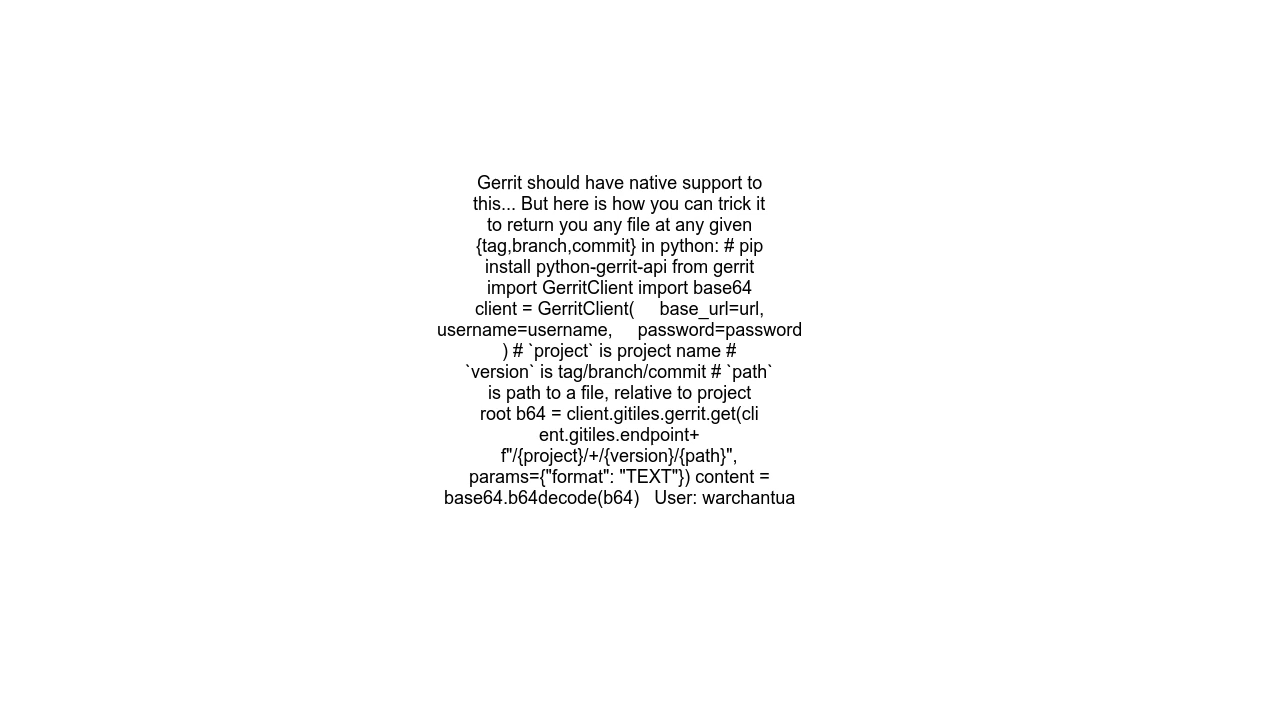 Gerrit should have native support to
this... But here is how you can trick it
to return you any file at any given
{tag,branch,commit} in python: # pip
install python-gerrit-api from gerrit
import GerritClient import base64
client = GerritClient(     base_url=url,
username=username,     password=password
) # `project` is project name #
`version` is tag/branch/commit # `path`
is path to a file, relative to project
root b64 = client.gitiles.gerrit.get(cli
ent.gitiles.endpoint+
f"/{project}/+/{version}/{path}",
params={"format": "TEXT"}) content =
base64.b64decode(b64)   User: warchantua